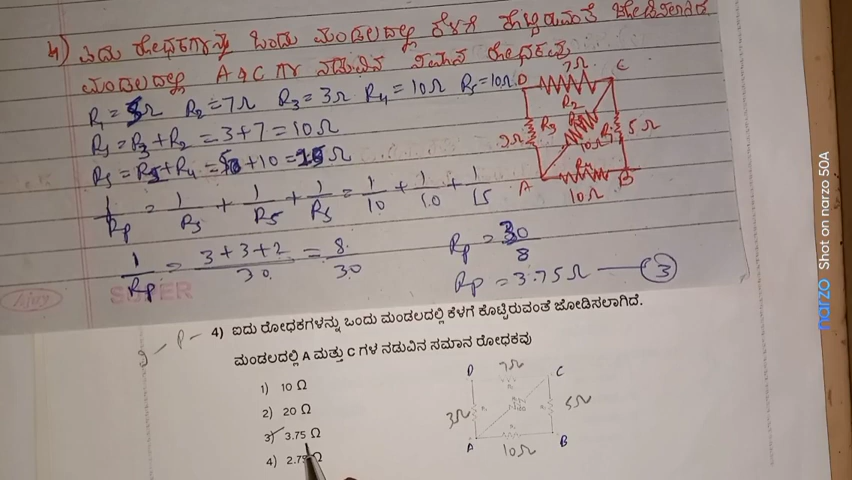 4) ಐದು ರೋಧಕಗಳನ್ನು ಒಂದು ಮಂಡಲದಲ್ಲಿ ಕೆಳಗೆ ಕೊಟ್ಟಿರುವಂತೆ ಜೋಡಿಸಲಾಗಿದೆ
ಮಂಡಲದಲ್ಲಿ A & C ಗಳ ನಡುವಿನ ಸಮಾನ ರೋಧಕವು
R₁ = 5Ω R₂ = 7Ω R₃ = 3Ω R₄ = 10Ω R₅ = 10Ω
Rs = R3 + R2 = 3+7 = 10Ω
Rs = R + R4 = 5 + 10 = 15Ω
1/Rp = 1/Rs + 1/R5 + 1/Rs = 1/10 + 1/10 + 1/15
1/Rp = 3+3+2/30 = 8/30
Rp = 30/8
Rp = 3.75Ω — 3
D 7Ω C
R2
3Ω R3 10Ω 5Ω
A 10Ω B
SUPER
4) ಐದು ರೋಧಕಗಳನ್ನು ಒಂದು ಮಂಡಲದಲ್ಲಿ ಕೆಳಗೆ ಕೊಟ್ಟಿರುವಂತೆ ಜೋಡಿಸಲಾಗಿದೆ.
ಮಂಡಲದಲ್ಲಿ A ಮತ್ತು C ಗಳ ನಡುವಿನ ಸಮಾನ ರೋಧಕವು
1) 10 Ω
2) 20 Ω
3) 3.75 Ω
4) 2.75 Ω
D 7Ω C
3Ω 5Ω
A 10Ω B
narzo Shot on narzo 50A